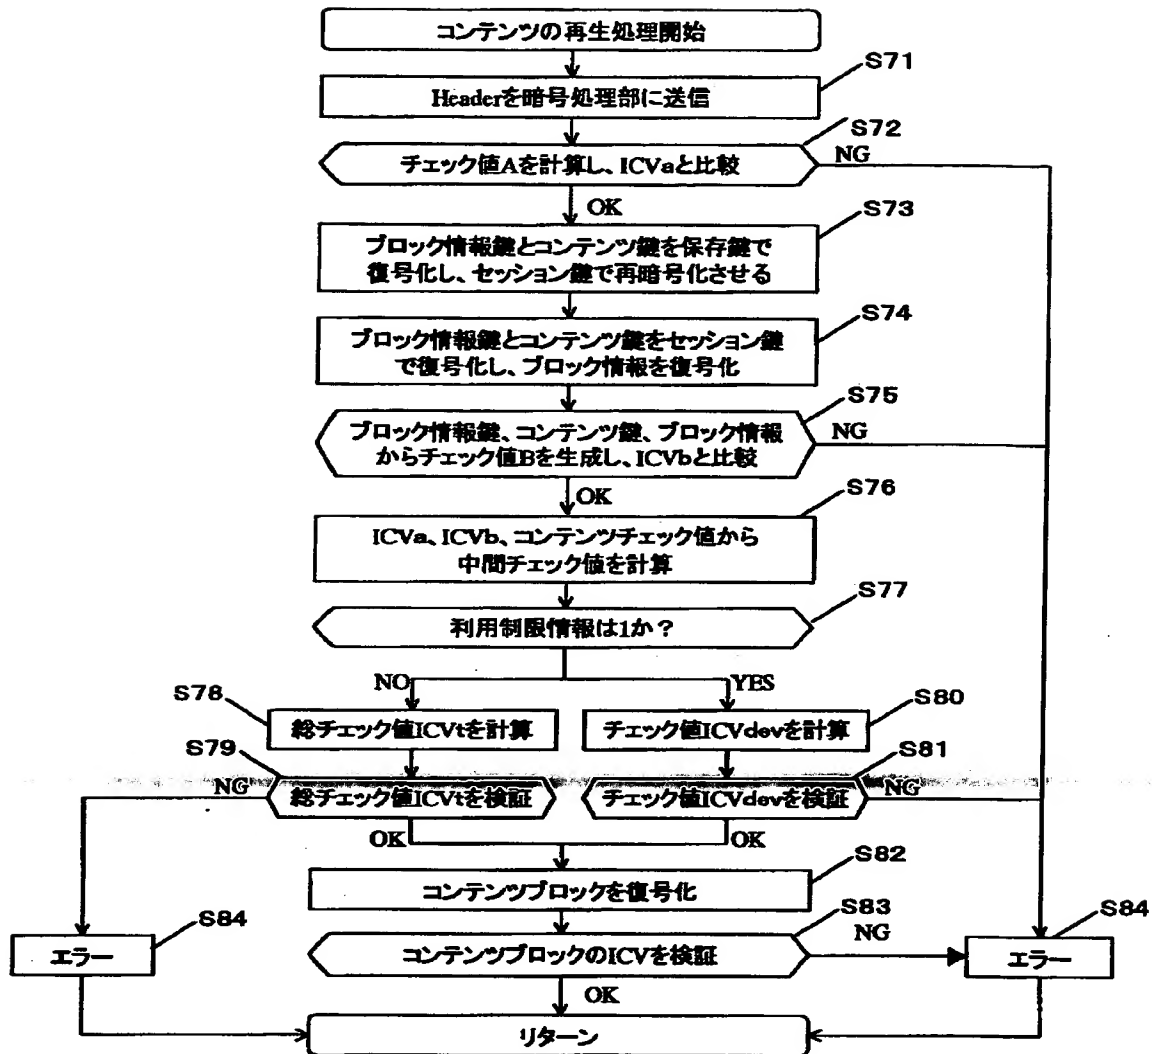 コンテンツの再生処理開始
S71
Headerを暗号処理部に送信
S72
チェック値Aを計算し、ICVaと比較
NG
OK
S73
ブロック情報鍵とコンテンツ鍵を保存鍵で
復号化し、セッション鍵で再暗号化させる
S74
ブロック情報鍵とコンテンツ鍵をセッション鍵
で復号化し、ブロック情報を復号化
S75
ブロック情報鍵、コンテンツ鍵、ブロック情報
からチェック値Bを生成し、ICVbと比較
NG
OK
S76
ICVa、ICVb、コンテンツチェック値から
中間チェック値を計算
S77
利用制限情報は1か？
NO
YES
S78
総チェック値ICVtを計算
チェック値ICVdevを計算
S80
S79
S81
NG
総チェック値ICVtを検証
チェック値ICVdevを検証
NG
OK
OK
S82
コンテンツブロックを復号化
S83
S84
エラー
コンテンツブロックのICVを検証
NG
S84
エラー
OK
リターン